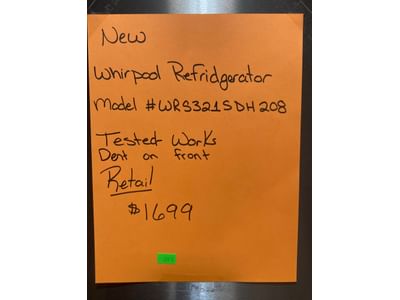 New
Whirpool Refridgerator
Model #WRS321SDH208
Tested Works
Dent on front
Retail
$1699